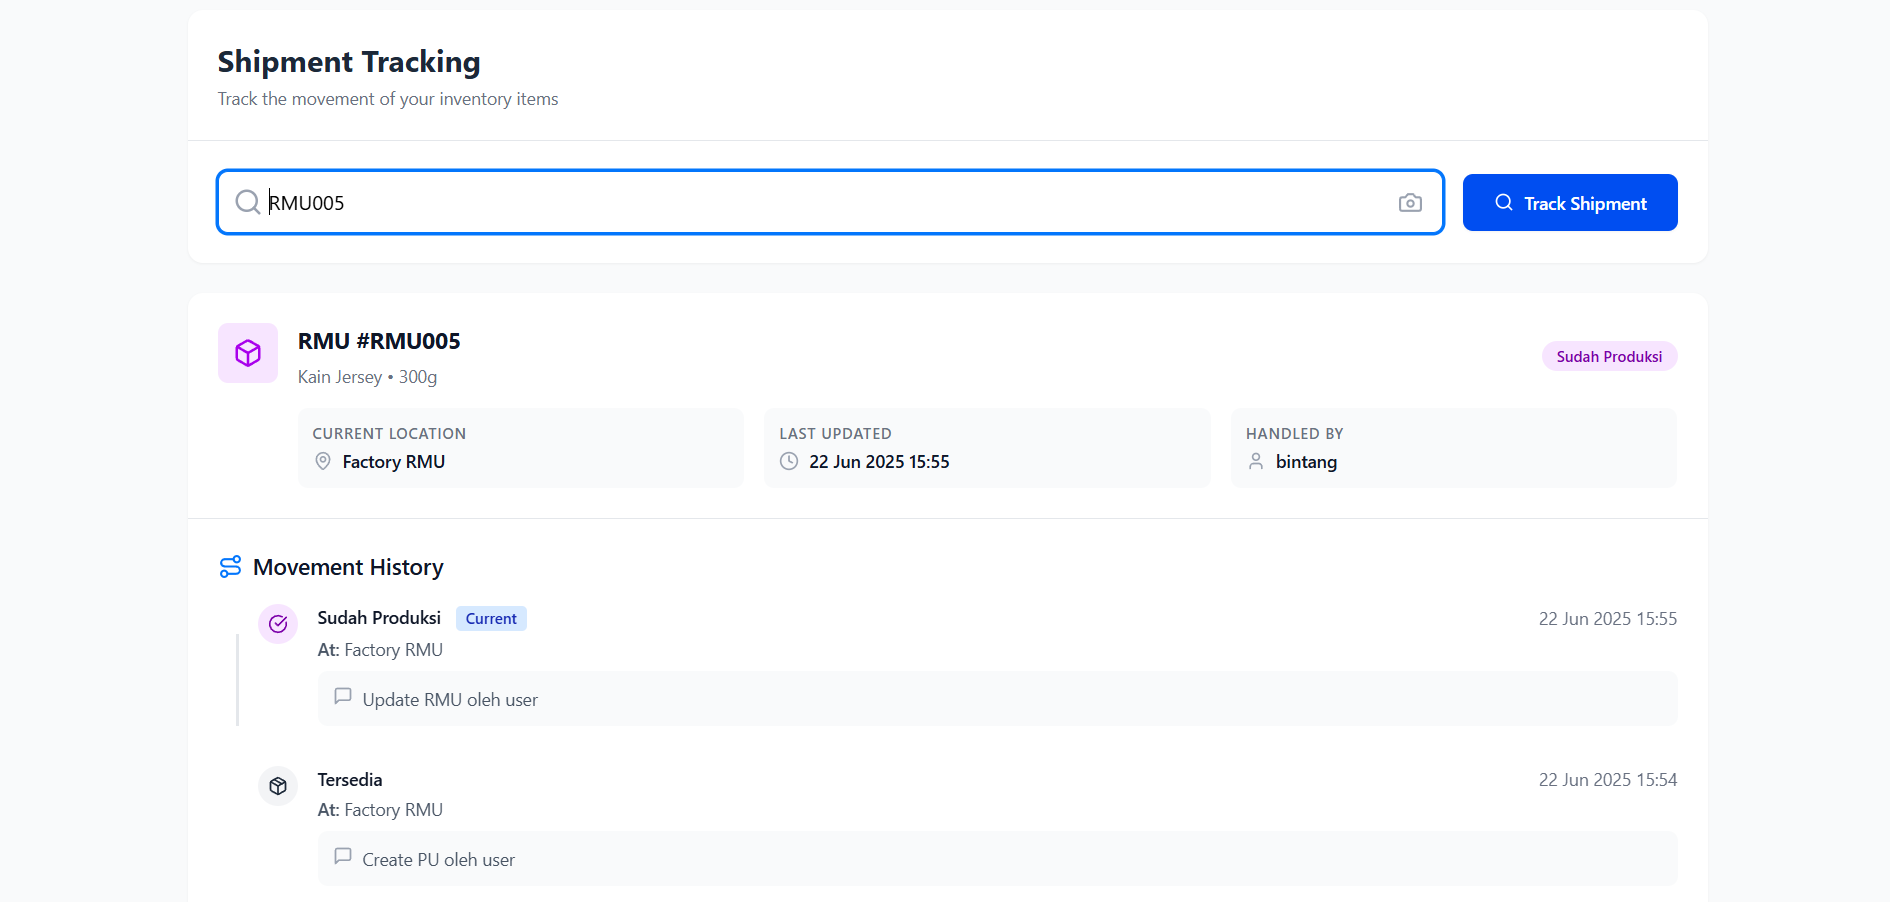 Shipment Tracking
Track the movement of your inventory items
RMU005
Track Shipment
RMU #RMU005
Kain Jersey • 300g
Sudah Produksi
CURRENT LOCATION
Factory RMU
LAST UPDATED
22 Jun 2025 15:55
HANDLED BY
bintang
Movement History
Sudah Produksi Current 22 Jun 2025 15:55
At: Factory RMU
Update RMU oleh user
Tersedia 22 Jun 2025 15:54
At: Factory RMU
Create PU oleh user